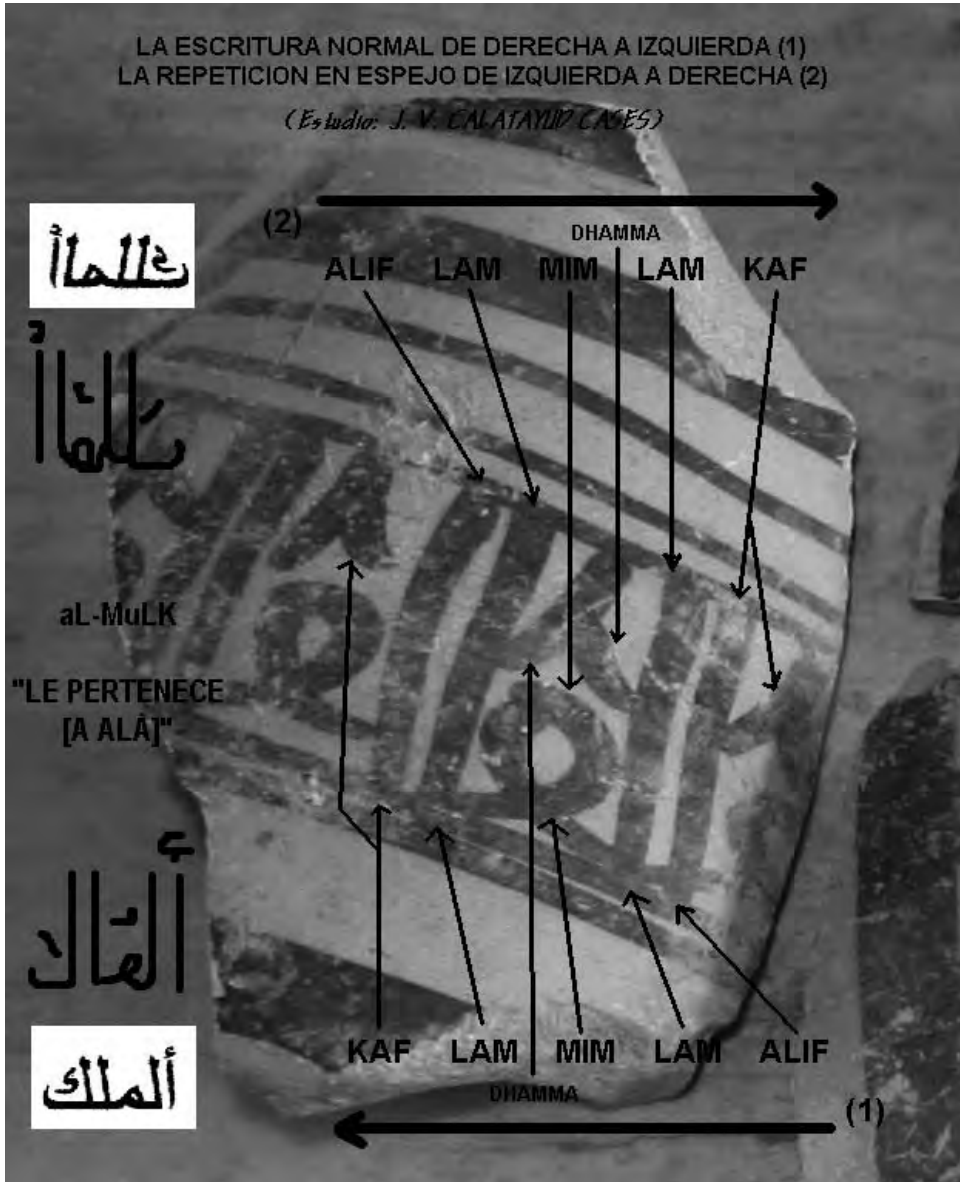 LA ESCRITURA NORMAL DE DERECHA A IZQUIERDA (1)
LA REPETICION EN ESPEJO DE IZQUIERDA A DERECHA (2)
(Estudio: J. V. CALATAYUD CASES)
(2)
DHAMMA
ALIF LAM MIM LAM KAF
aL-MuLK
"LE PERTENECE
[A ALÀ]"
KAF LAM MIM LAM ALIF
DHAMMA
ألملك
(1)